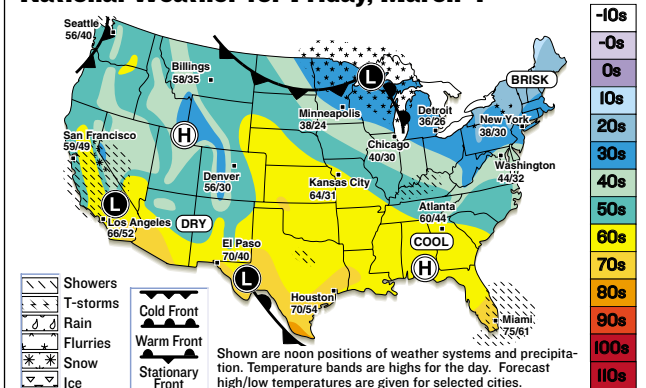 National Weather for Friday, March 4
Seattle
56/40
Billings
58/35
Minneapolis
38/24
L
BRISK
Detroit
36/26
New York
38/30
Chicago
40/30
Washington
44/32
San Francisco
59/49
H
Denver
56/30
Kansas City
64/31
Atlanta
60/44
L
Los Angeles
66/52
DRY
COOL
El Paso
70/40
L
H
Houston
70/54
Miami
75/61
Showers
T-storms
Rain
Flurries
Snow
Ice
Cold Front
Warm Front
Stationary
Front
Shown are noon positions of weather systems and precipita-
tion. Temperature bands are highs for the day. Forecast
high/low temperatures are given for selected cities.
-10s
-0s
0s
10s
20s
30s
40s
50s
60s
70s
80s
90s
100s
110s